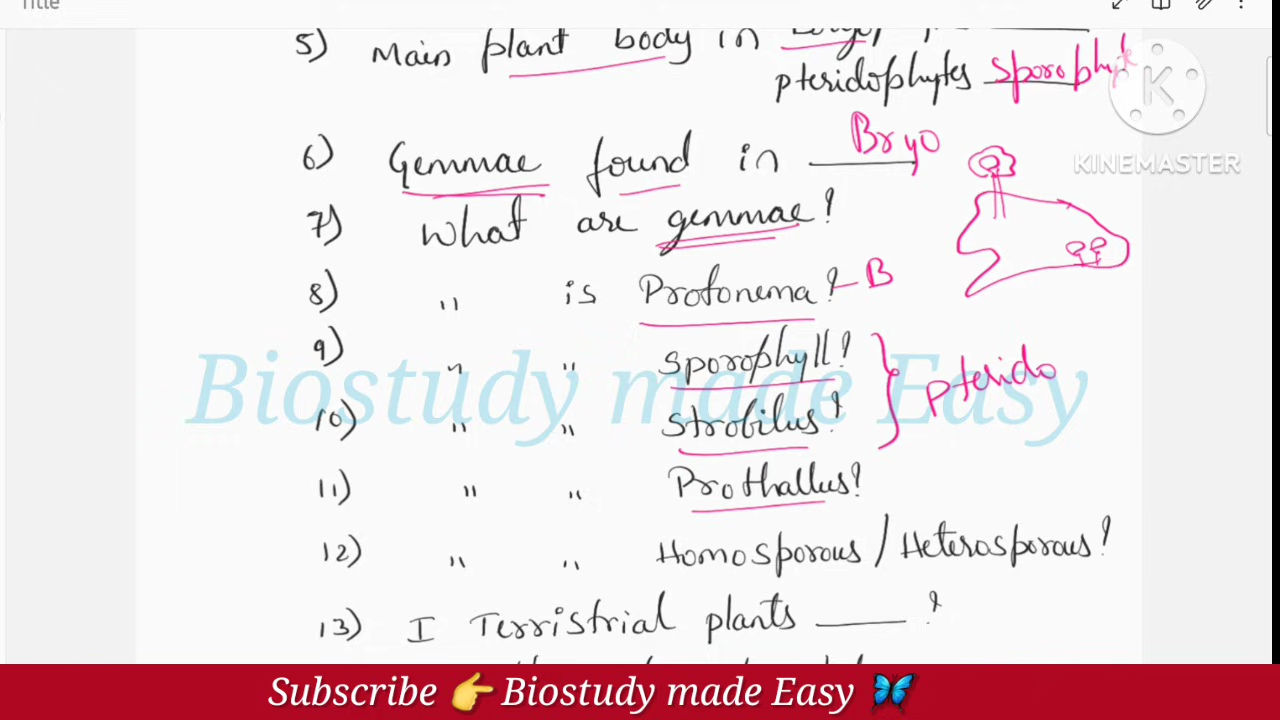 Title
5) Main plant body in
pteridophytes Sporophyte
KINEMASTER
6) Gemmae found in Bryo
7) What are gemmae?
8) " is Protonema? - B
9) " " Sporophyll?
Pterido
10) " " Strobilus?
Biostudy made Easy
11) " " Prothallus?
12) " " Homosporous / Heterosporous?
13) I Terristrial plants ____?
Subscribe 👉 Biostudy made Easy 🦋